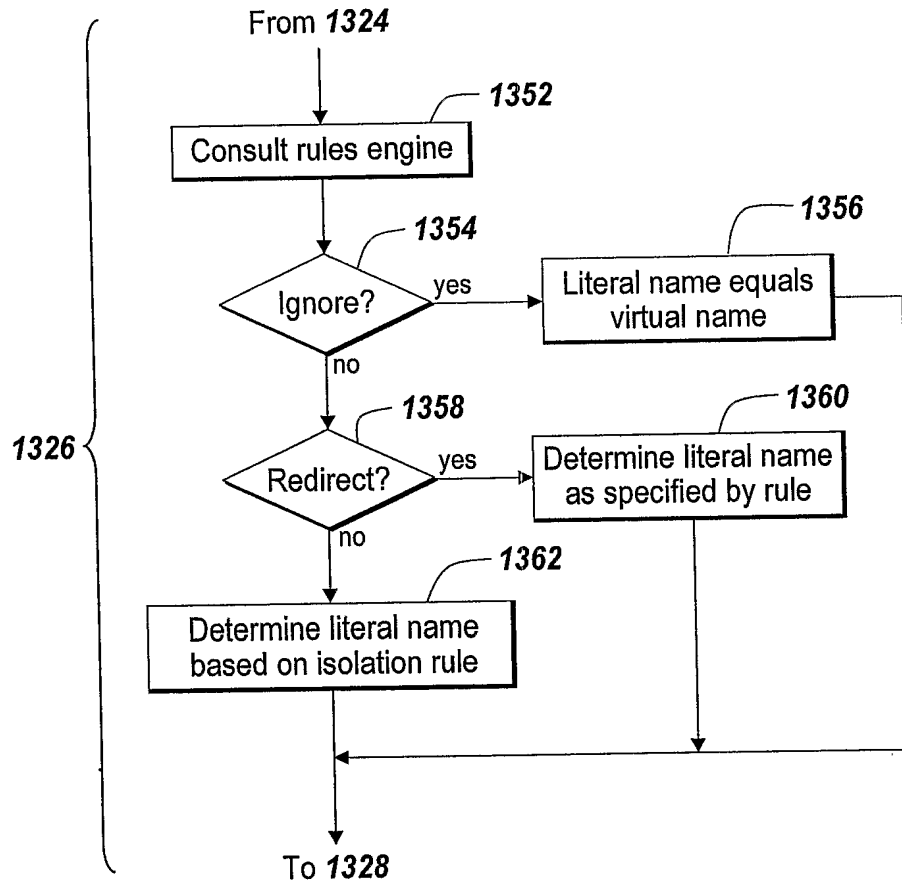 From 1324
1352
Consult rules engine
1354
1356
Ignore?
yes
Literal name equals
virtual name
no
1358
1360
1326
Redirect?
yes
Determine literal name
as specified by rule
no
1362
Determine literal name
based on isolation rule
To 1328